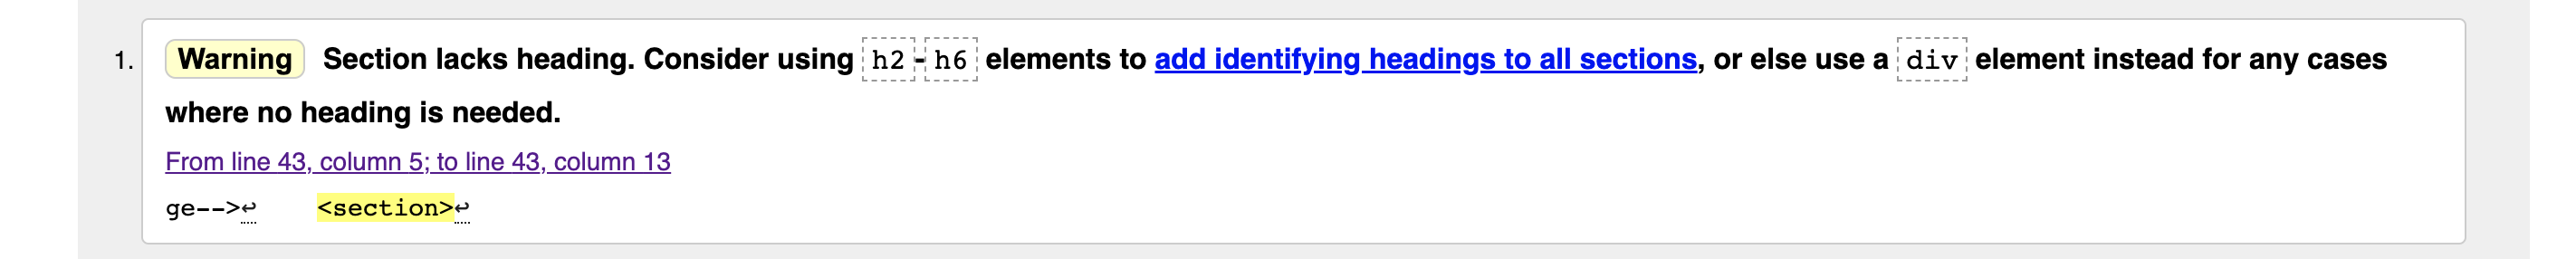 1. Warning Section lacks heading. Consider using h2-h6 elements to add identifying headings to all sections, or else use a div element instead for any cases
where no heading is needed.
From line 43, column 5; to line 43, column 13
ge-->↩ <section>↩